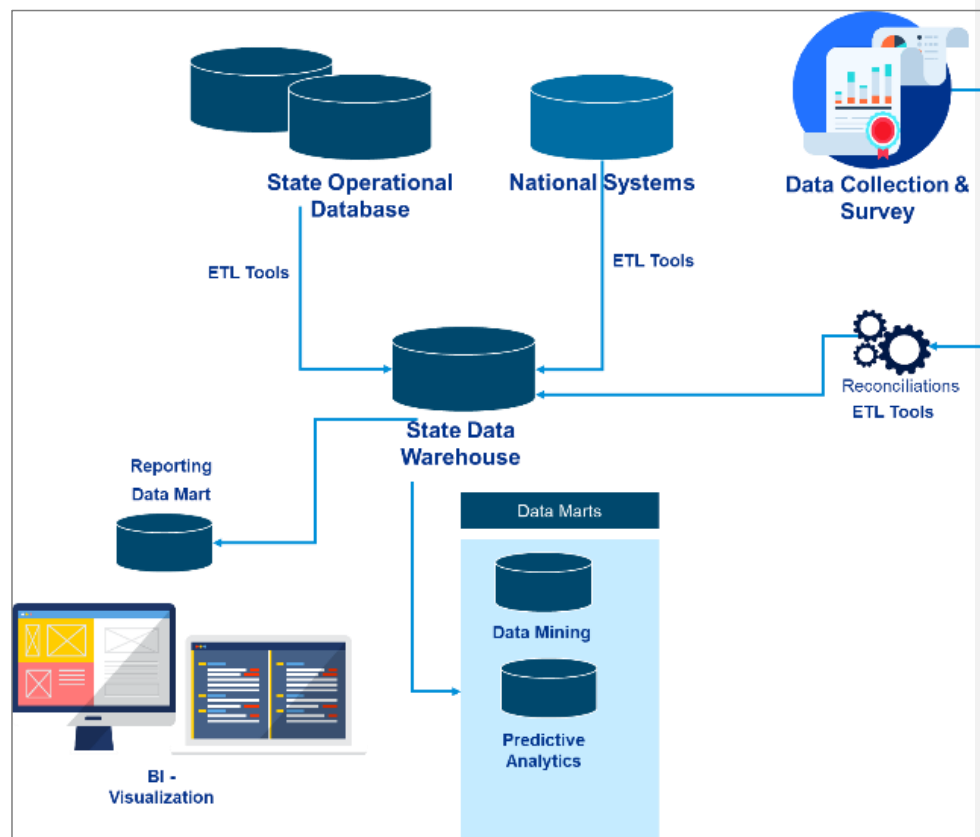 State Operational
Database
National Systems
Data Collection &
Survey
ETL Tools
ETL Tools
Reconciliations
ETL Tools
State Data
Warehouse
Reporting
Data Mart
Data Marts
Data Mining
Predictive
Analytics
BI -
Visualization